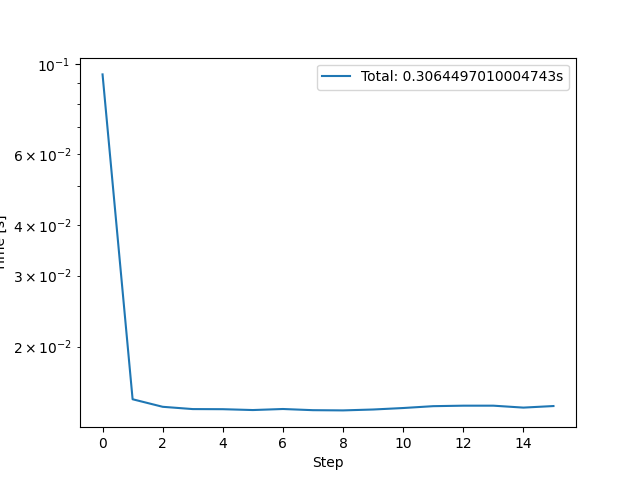 Total: 0.3064497010004743s
10⁻¹
6 × 10⁻²
4 × 10⁻²
3 × 10⁻²
2 × 10⁻²
0 2 4 6 8 10 12 14
Step